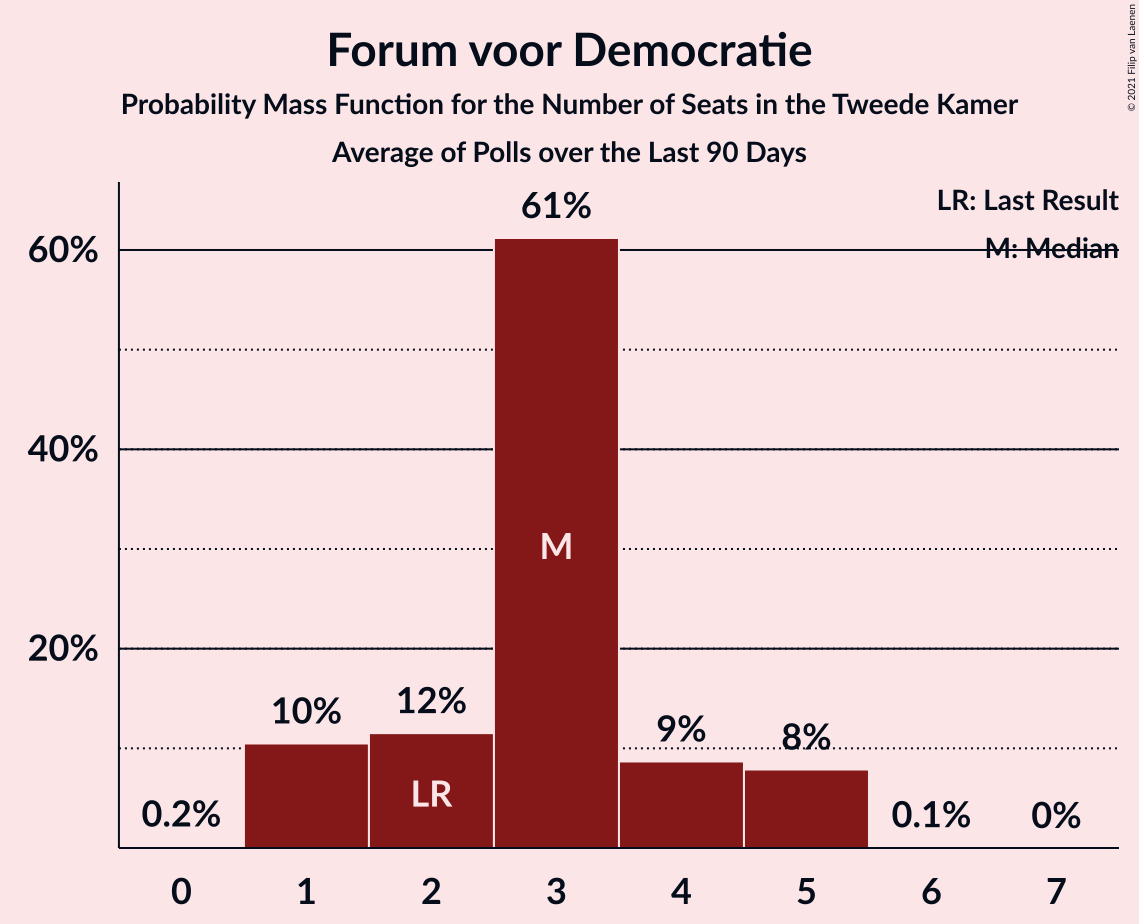 Forum voor Democratie
Probability Mass Function for the Number of Seats in the Tweede Kamer
Average of Polls over the Last 90 Days
© 2021 Filip van Laenen
LR: Last Result
M: Median
60%
40%
20%
0.2%
10%
12%
61%
9%
8%
0.1%
0%
M
LR
0 1 2 3 4 5 6 7